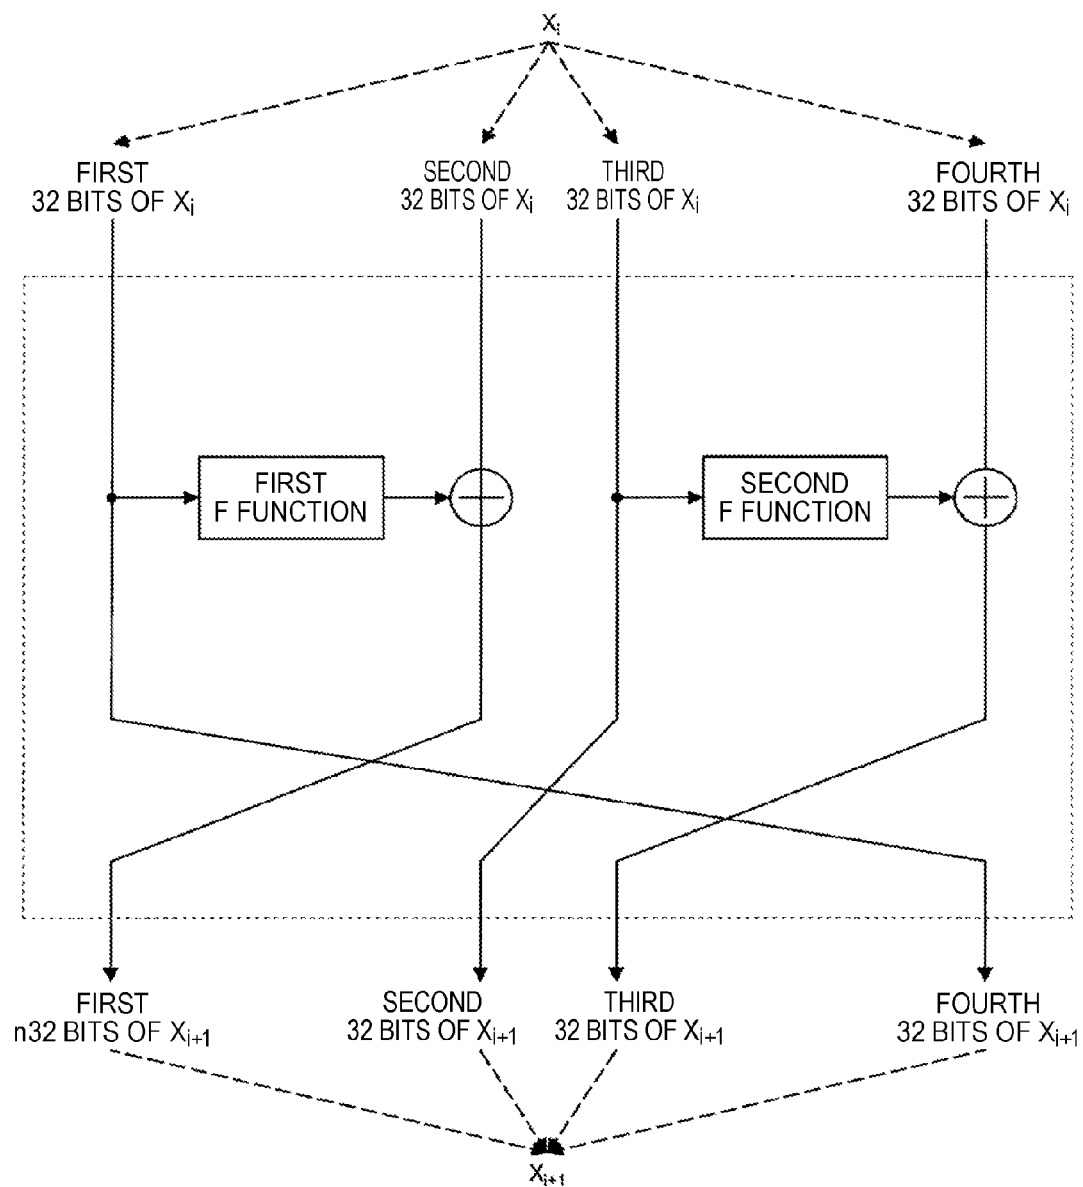 Xi
FIRST
32 BITS OF Xi
SECOND
32 BITS OF Xi
THIRD
32 BITS OF Xi
FOURTH
32 BITS OF Xi
FIRST
F FUNCTION
SECOND
F FUNCTION
FIRST
n32 BITS OF Xi+1
SECOND
32 BITS OF Xi+1
THIRD
32 BITS OF Xi+1
FOURTH
32 BITS OF Xi+1
Xi+1